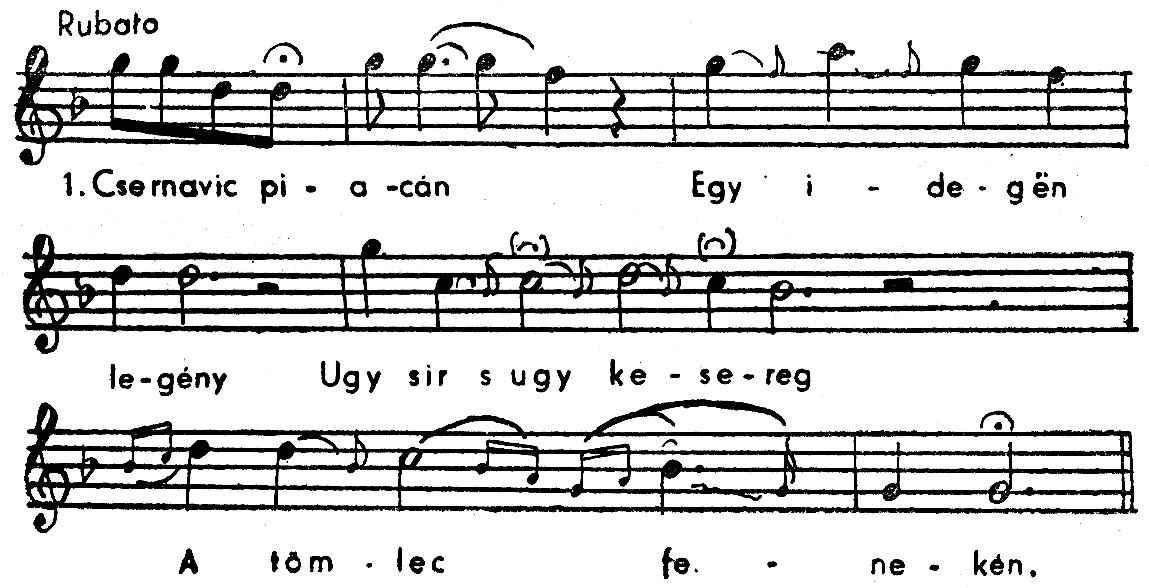 Rubato
1. Csernavic pi - a - cán Egy i - de - gën
le - gény Ugy sir s ugy ke - se - reg
A töm - lec fe. - ne - kén.